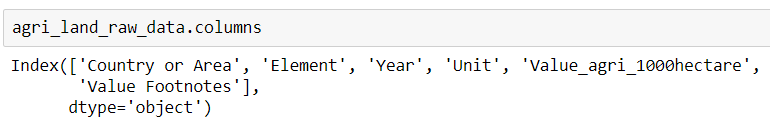 agri_land_raw_data.columns
Index(['Country or Area', 'Element', 'Year', 'Unit', 'Value_agri_1000hectare',
'Value Footnotes'],
dtype='object')